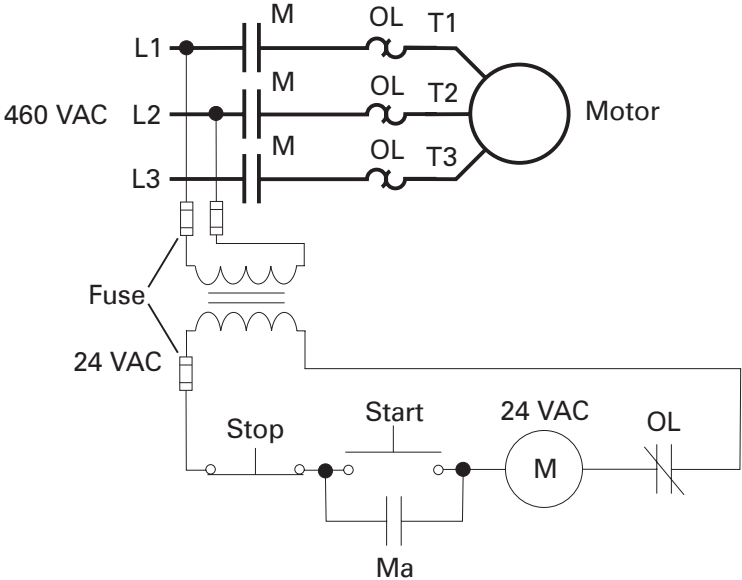 M
OL
T1
L1
M
OL
T2
460 VAC
L2
Motor
M
OL
T3
L3
Fuse
24 VAC
Start
24 VAC
Stop
OL
M
Ma